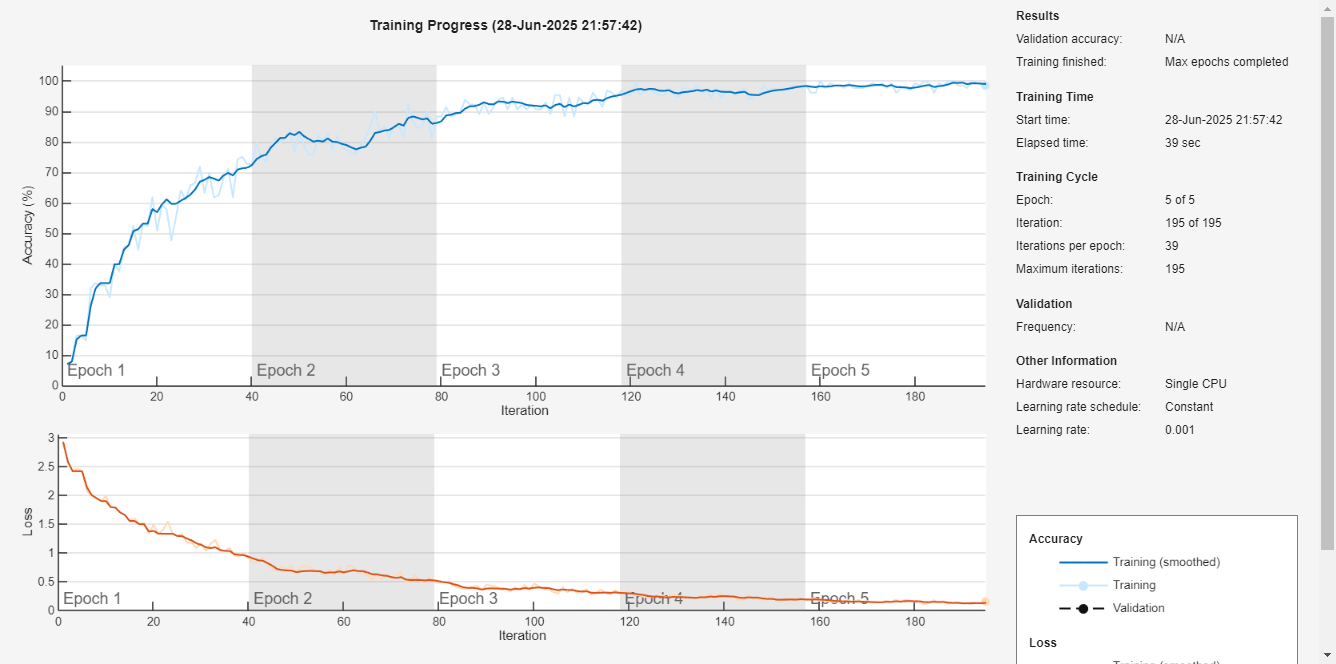 Training Progress (28-Jun-2025 21:57:42)
Accuracy (%)
100
90
80
70
60
50
40
30
20
10
0
Epoch 1
Epoch 2
Epoch 3
Epoch 4
Epoch 5
0 20 40 60 80 100 120 140 160 180
Iteration
Loss
3
2.5
2
1.5
1
0.5
0
Epoch 1
Epoch 2
Epoch 3
Epoch 4
Epoch 5
0 20 40 60 80 100 120 140 160 180
Iteration
Results
Validation accuracy: N/A
Training finished: Max epochs completed
Training Time
Start time: 28-Jun-2025 21:57:42
Elapsed time: 39 sec
Training Cycle
Epoch: 5 of 5
Iteration: 195 of 195
Iterations per epoch: 39
Maximum iterations: 195
Validation
Frequency: N/A
Other Information
Hardware resource: Single CPU
Learning rate schedule: Constant
Learning rate: 0.001
Accuracy
Training (smoothed)
Training
Validation
Loss